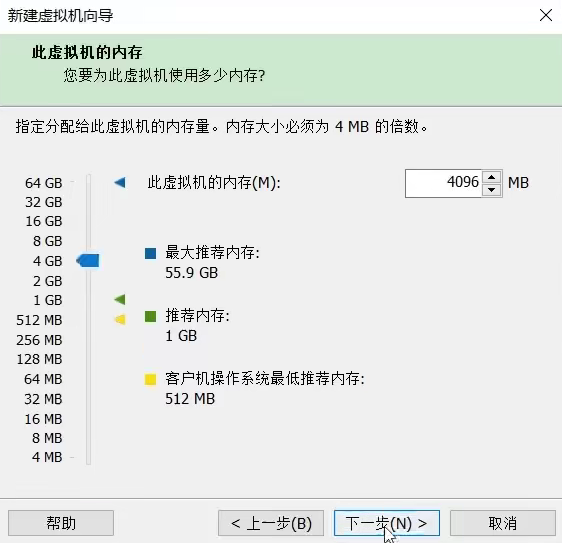 新建虚拟机向导
此虚拟机的内存
您要为此虚拟机使用多少内存?
指定分配给此虚拟机的内存量。内存大小必须为 4 MB 的倍数。
64 GB
32 GB
16 GB
8 GB
4 GB
2 GB
1 GB
512 MB
256 MB
128 MB
64 MB
32 MB
16 MB
8 MB
4 MB
此虚拟机的内存(M):
4096 MB
最大推荐内存:
55.9 GB
推荐内存:
1 GB
客户机操作系统最低推荐内存:
512 MB
帮助
< 上一步(B)
下一步(N) >
取消